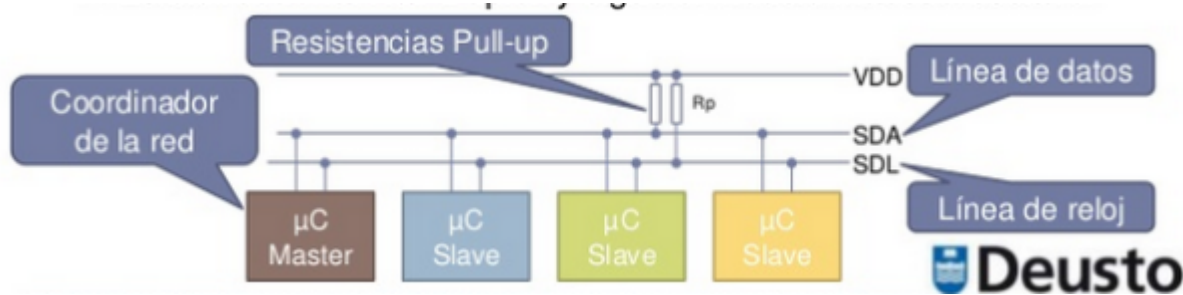 Resistencias Pull-up
VDD
Línea de datos
Coordinador
de la red
Rp
SDA
SDL
µC
Master
µC
Slave
µC
Slave
µC
Slave
Línea de reloj
Deusto